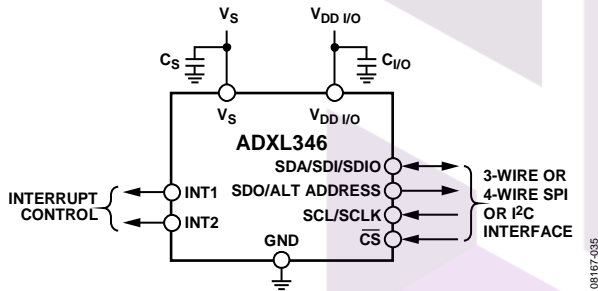 VS
VDD I/O
CS
CI/O
VS
VDD I/O
ADXL346
SDA/SDI/SDIO
SDO/ALT ADDRESS
SCL/SCLK
CS
INT1
INT2
GND
INTERRUPT
CONTROL
3-WIRE OR
4-WIRE SPI
OR I2C
INTERFACE
08167-035